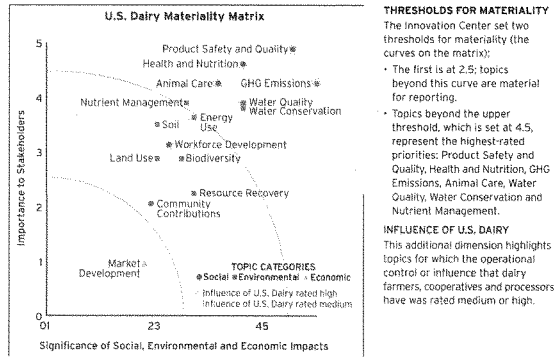 U.S. Dairy Materiality Matrix
5
4
3
2
1
0
Importance to Stakeholders
Product Safety and Quality
Health and Nutrition
Animal Care
GHG Emissions
Nutrient Management
Water Quality
Water Conservation
Energy
Use
Soil
Workforce Development
Land Use
Biodiversity
Resource Recovery
Community
Contributions
Market
Development
TOPIC CATEGORIES
Social Environmental Economic
Influence of U.S. Dairy rated high
Influence of U.S. Dairy rated medium
01 23 45
Significance of Social, Environmental and Economic Impacts
THRESHOLDS FOR MATERIALITY
The Innovation Center set two
thresholds for materiality (the
curves on the matrix):
• The first is at 2.5; topics
beyond this curve are material
for reporting.
• Topics beyond the upper
threshold, which is set at 4.5,
represent the highest-rated
priorities: Product Safety and
Quality, Health and Nutrition, GHG
Emissions, Animal Care, Water
Quality, Water Conservation and
Nutrient Management.
INFLUENCE OF U.S. DAIRY
This additional dimension highlights
topics for which the operational
control or influence that dairy
farmers, cooperatives and processors
have was rated medium or high.